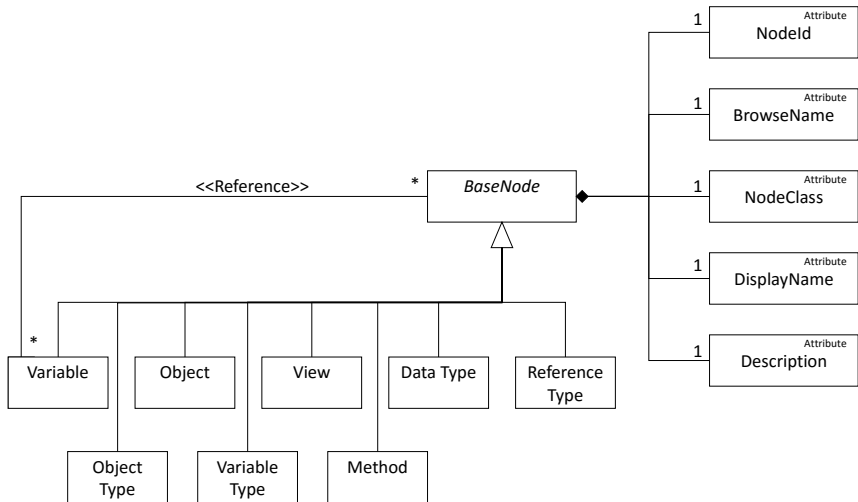 Attribute
1
NodeId
Attribute
1
BrowseName
<<Reference>>
*
BaseNode
Attribute
1
NodeClass
Attribute
1
DisplayName
*
Variable
Object
View
Data Type
Reference
Type
Attribute
1
Description
Object
Type
Variable
Type
Method